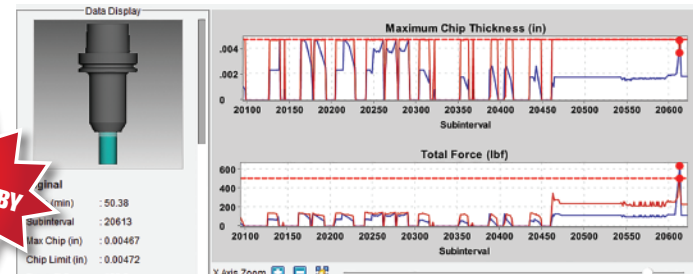 Data Display
BY
(min) : 50.38
Subinterval : 20613
Max Chip (in) : 0.00467
Chip Limit (in) : 0.00472
Maximum Chip Thickness (in)
.004
.002
0
20100 20150 20200 20250 20300 20350 20400 20450 20500 20550 20600
Subinterval
Total Force (lbf)
600
400
200
0
20100 20150 20200 20250 20300 20350 20400 20450 20500 20550 20600
Subinterval
X Axis Zoom